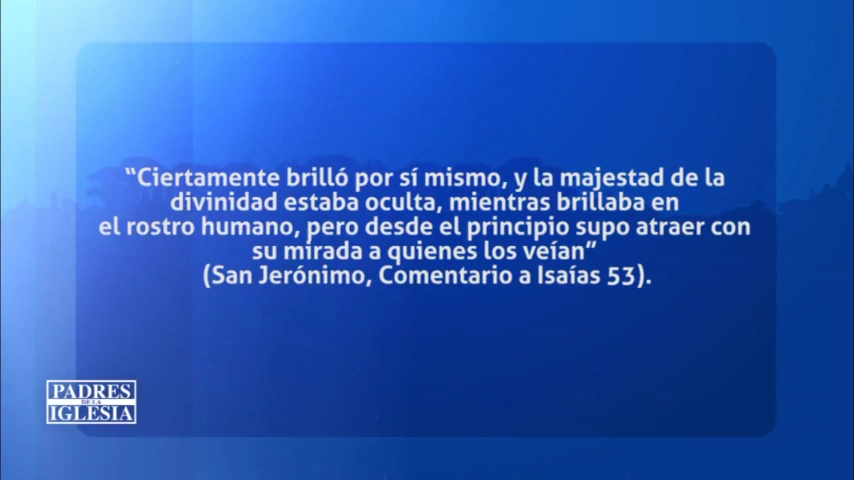 “Ciertamente brilló por sí mismo, y la majestad de la
divinidad estaba oculta, mientras brillaba en
el rostro humano, pero desde el principio supo atraer con
su mirada a quienes los veían”
(San Jerónimo, Comentario a Isaías 53).
PADRES
DE LA
IGLESIA